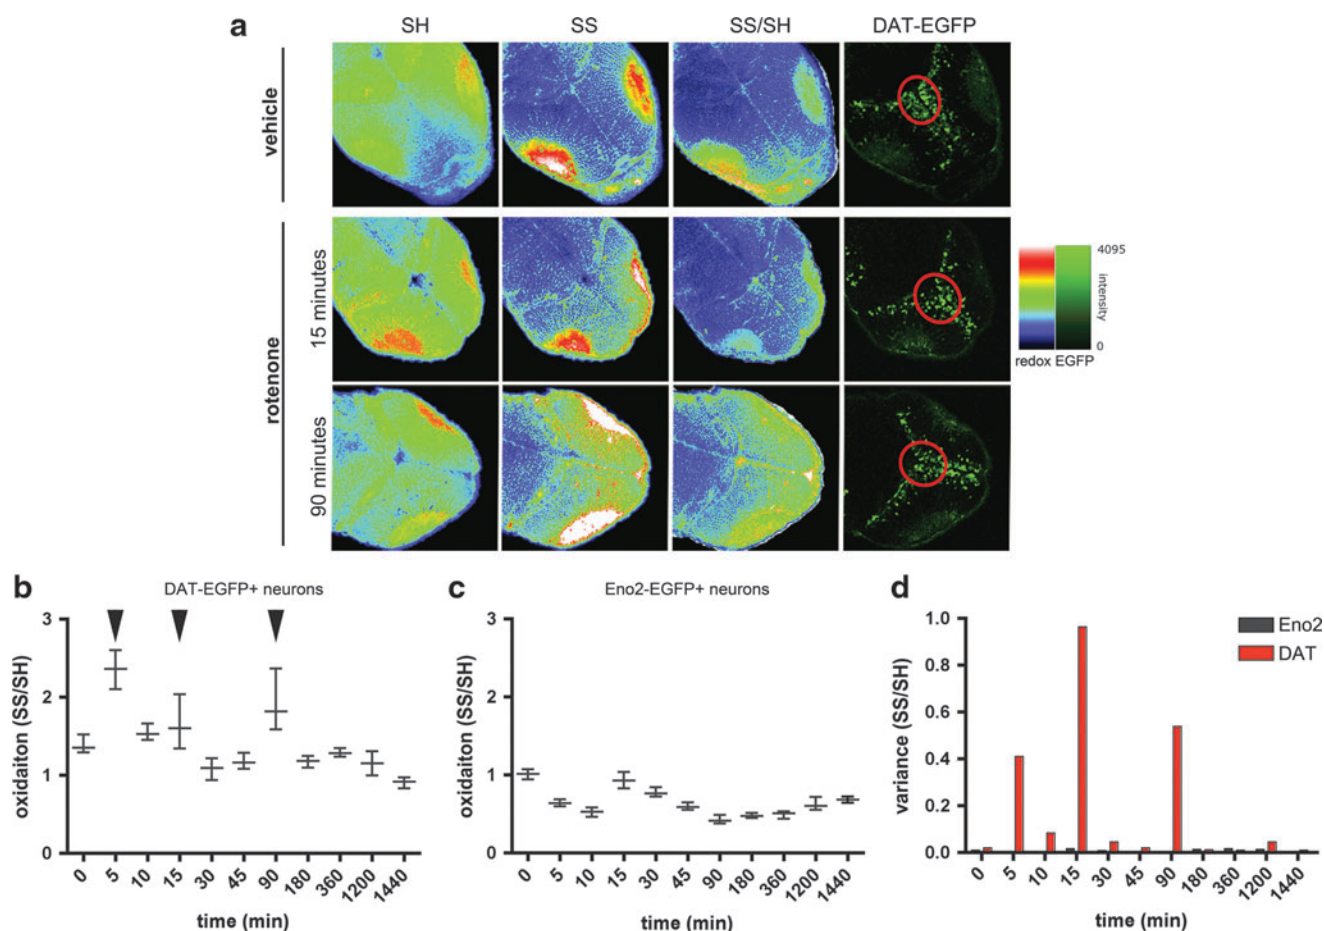 a
SH SS SS/SH DAT-EGFP
vehicle
rotenone
15 minutes
90 minutes
4095
intensity
0
redox EGFP
b
DAT-EGFP+ neurons
oxidaiton (SS/SH)
3
2
1
0
0 5 10 15 30 45 90 180 360 1200 1440
time (min)
c
Eno2-EGFP+ neurons
oxidaiton (SS/SH)
3
2
1
0
0 5 10 15 30 45 90 180 360 1200 1440
time (min)
d
variance (SS/SH)
1.0
0.8
0.6
0.4
0.2
0.0
Eno2
DAT
0 5 10 15 30 45 90 180 360 1200 1440
time (min)